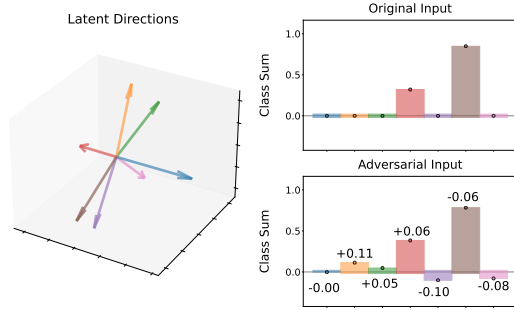 Latent Directions
Original Input
Class Sum
1.0
0.5
0.0
Adversarial Input
Class Sum
1.0
0.5
0.0
-0.00
+0.11
+0.05
+0.06
-0.10
-0.06
-0.08